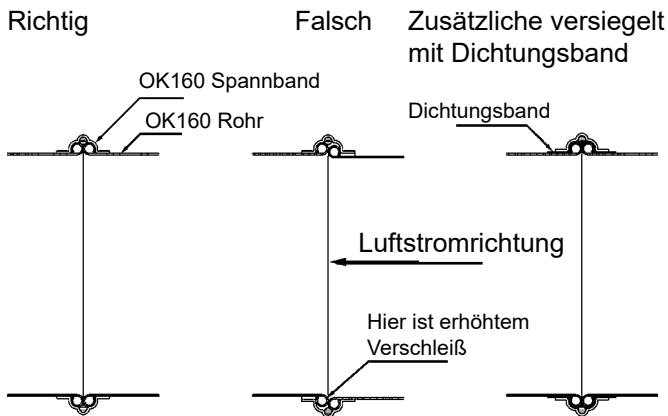 Richtig
Falsch
Zusätzliche versiegelt
mit Dichtungsband
OK160 Spannband
OK160 Rohr
Dichtungsband
Luftstromrichtung
Hier ist erhöhtem
Verschleiß